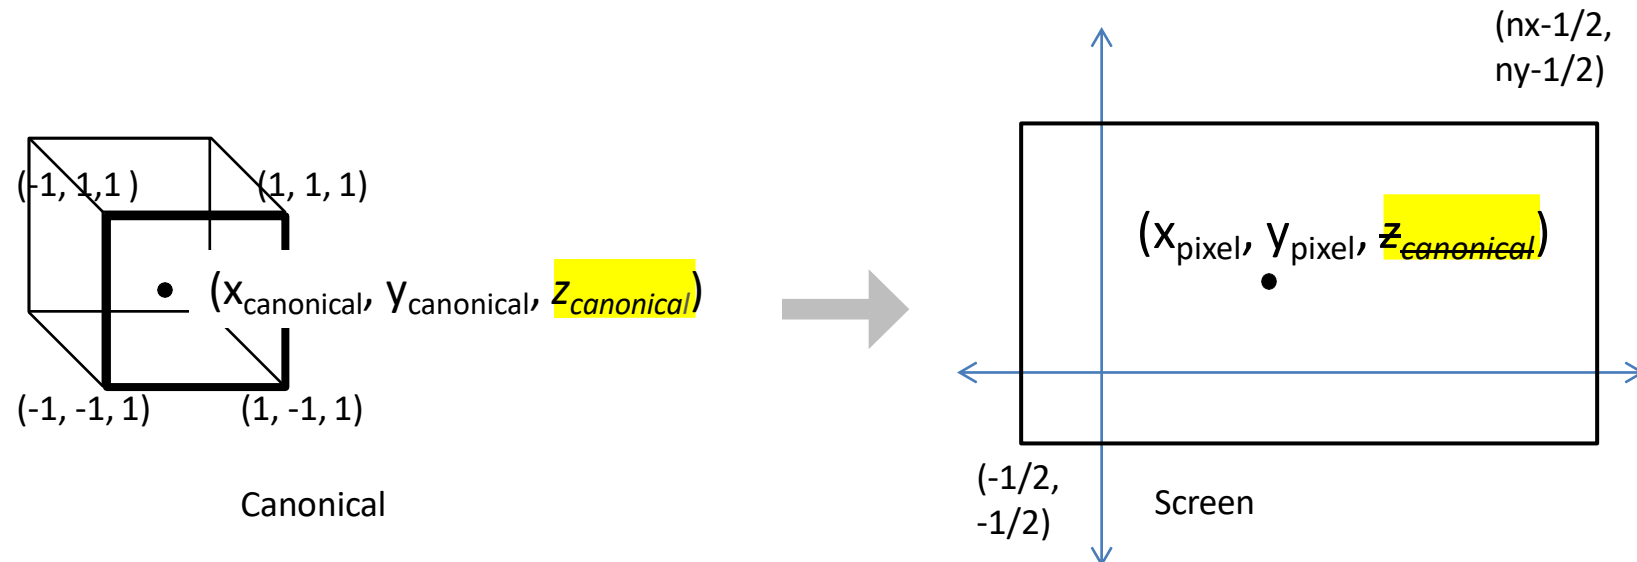 (nx-1/2,
ny-1/2)
(-1, 1,1 )
(1, 1, 1)
(xpixel, ypixel, zcanonical)
(xcanonical, ycanonical, zcanonical)
(-1, -1, 1)
(1, -1, 1)
(-1/2,
-1/2)
Canonical
Screen